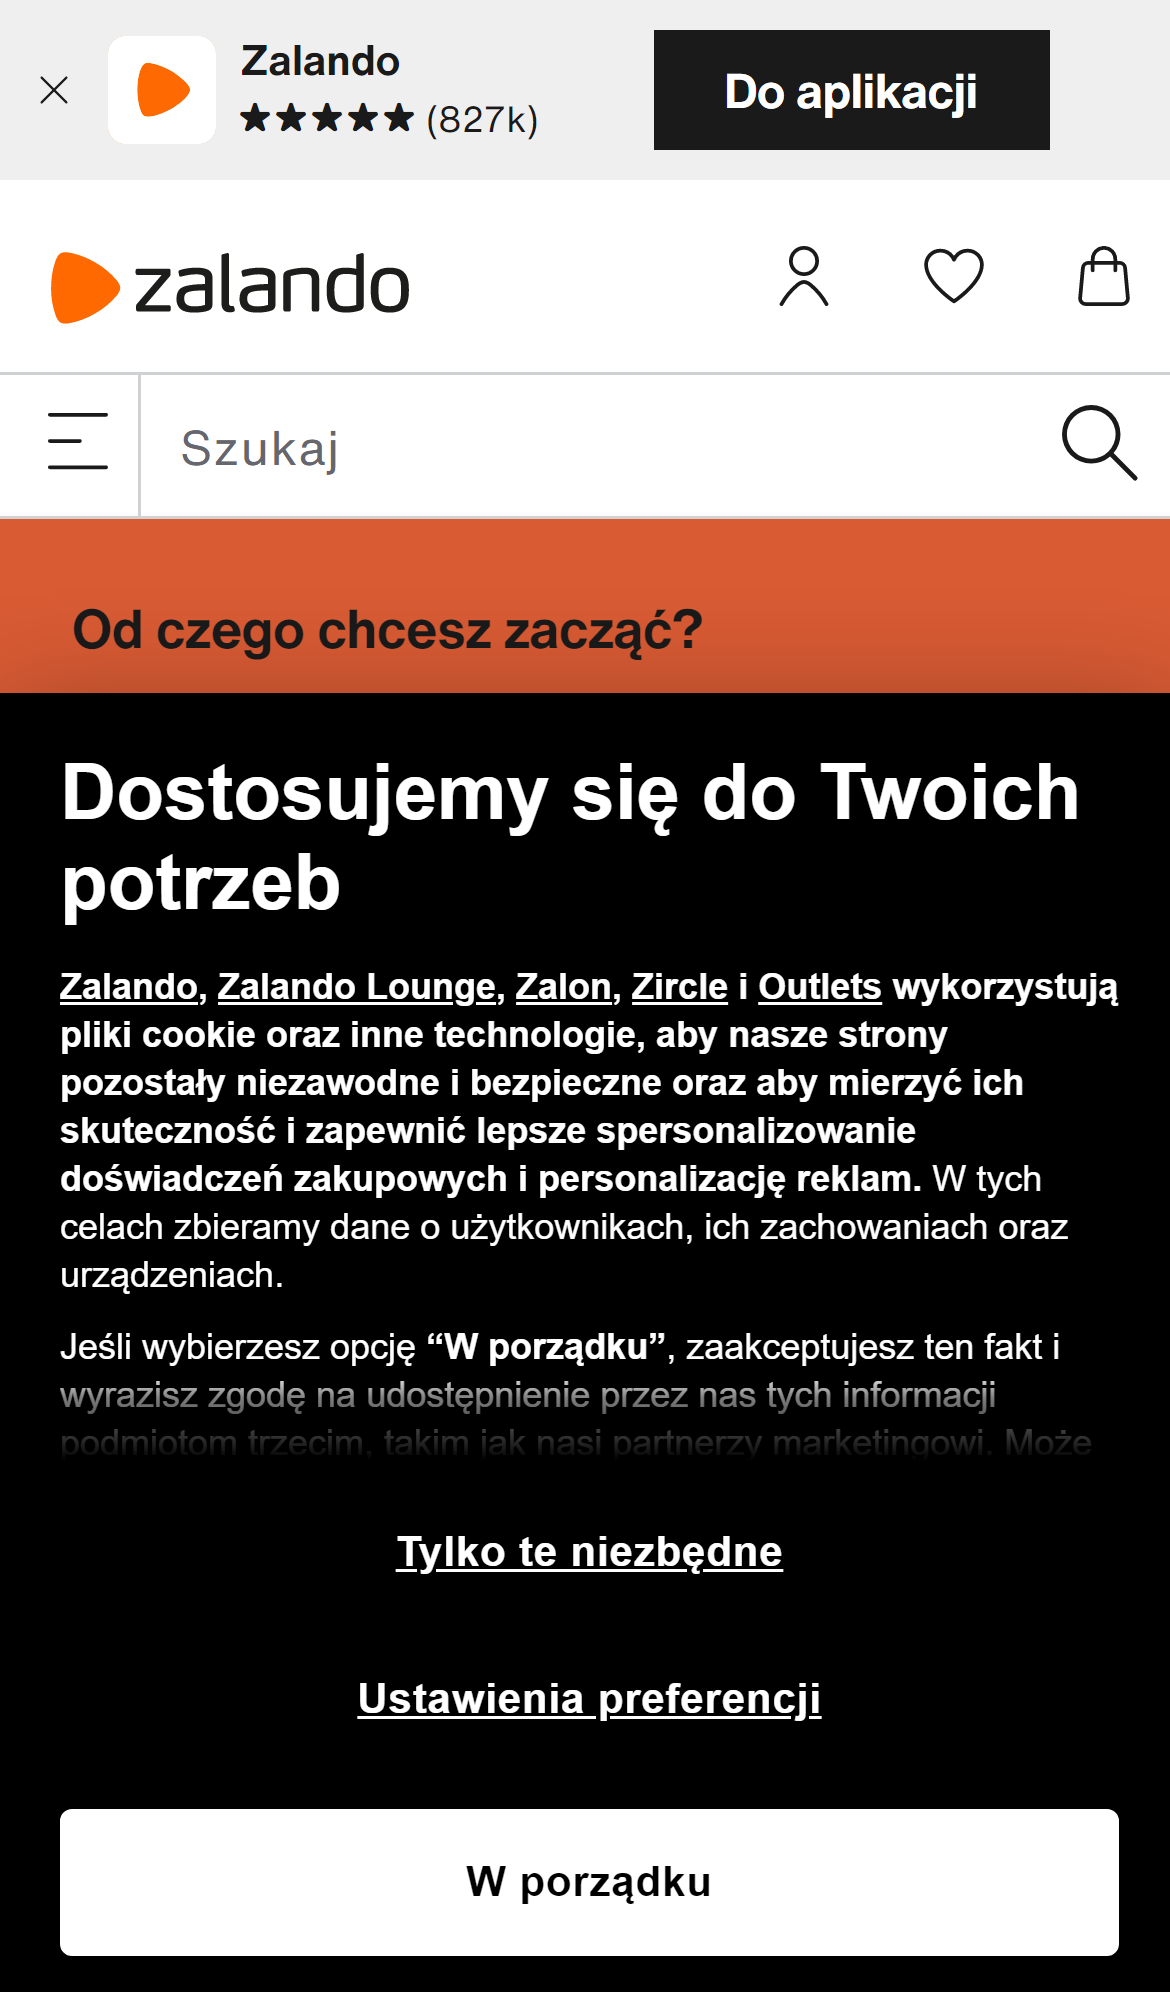 Zalando
(827k)
Do aplikacji
zalando
Szukaj
Od czego chcesz zacząć?
Dostosujemy się do Twoich
potrzeb
Zalando, Zalando Lounge, Zalon, Zircle i Outlets wykorzystują
pliki cookie oraz inne technologie, aby nasze strony
pozostały niezawodne i bezpieczne oraz aby mierzyć ich
skuteczność i zapewnić lepsze spersonalizowanie
doświadczeń zakupowych i personalizację reklam. W tych
celach zbieramy dane o użytkownikach, ich zachowaniach oraz
urządzeniach.
Jeśli wybierzesz opcję “W porządku”, zaakceptujesz ten fakt i
wyrazisz zgodę na udostępnienie przez nas tych informacji
podmiotom trzecim, takim jak nasi partnerzy marketingowi. Może
Tylko te niezbędne
Ustawienia preferencji
W porządku